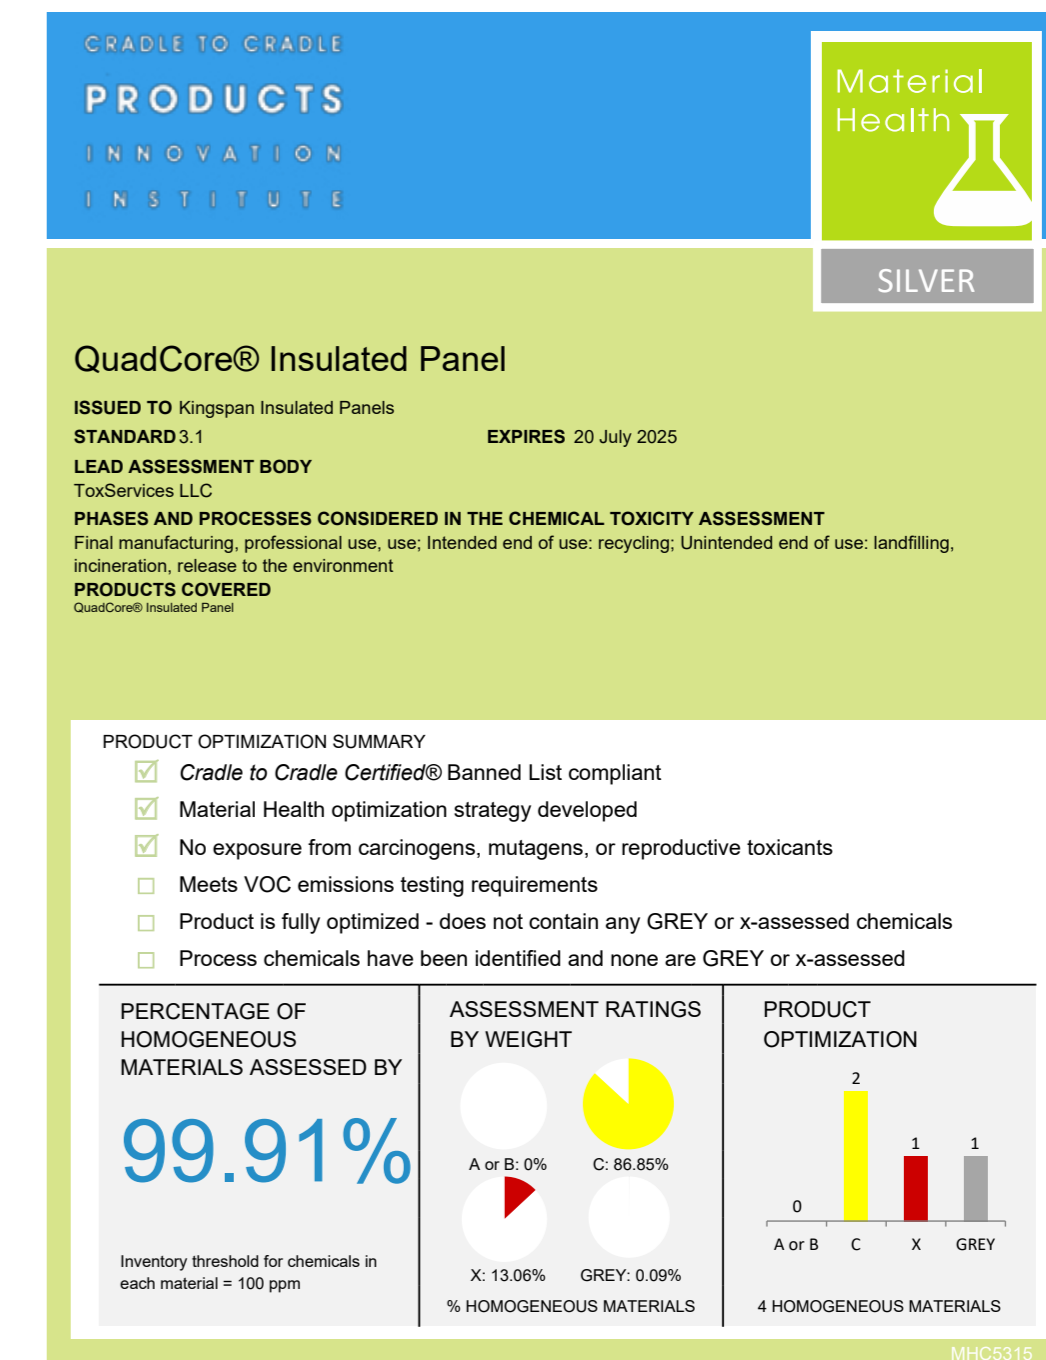 CRADLE TO CRADLE
PRODUCTS
INNOVATION
INSTITUTE
Material
Health
SILVER
QuadCore® Insulated Panel
ISSUED TO Kingspan Insulated Panels
STANDARD 3.1 EXPIRES 20 July 2025
LEAD ASSESSMENT BODY
ToxServices LLC
PHASES AND PROCESSES CONSIDERED IN THE CHEMICAL TOXICITY ASSESSMENT
Final manufacturing, professional use, use; Intended end of use: recycling; Unintended end of use: landfilling,
incineration, release to the environment
PRODUCTS COVERED
QuadCore® Insulated Panel
PRODUCT OPTIMIZATION SUMMARY
Cradle to Cradle Certified® Banned List compliant
Material Health optimization strategy developed
No exposure from carcinogens, mutagens, or reproductive toxicants
Meets VOC emissions testing requirements
Product is fully optimized - does not contain any GREY or x-assessed chemicals
Process chemicals have been identified and none are GREY or x-assessed
PERCENTAGE OF
HOMOGENEOUS
MATERIALS ASSESSED BY
99.91%
Inventory threshold for chemicals in
each material = 100 ppm
ASSESSMENT RATINGS
BY WEIGHT
A or B: 0% C: 86.85%
X: 13.06% GREY: 0.09%
% HOMOGENEOUS MATERIALS
PRODUCT
OPTIMIZATION
0 2 1 1
A or B C X GREY
4 HOMOGENEOUS MATERIALS
MHC5315